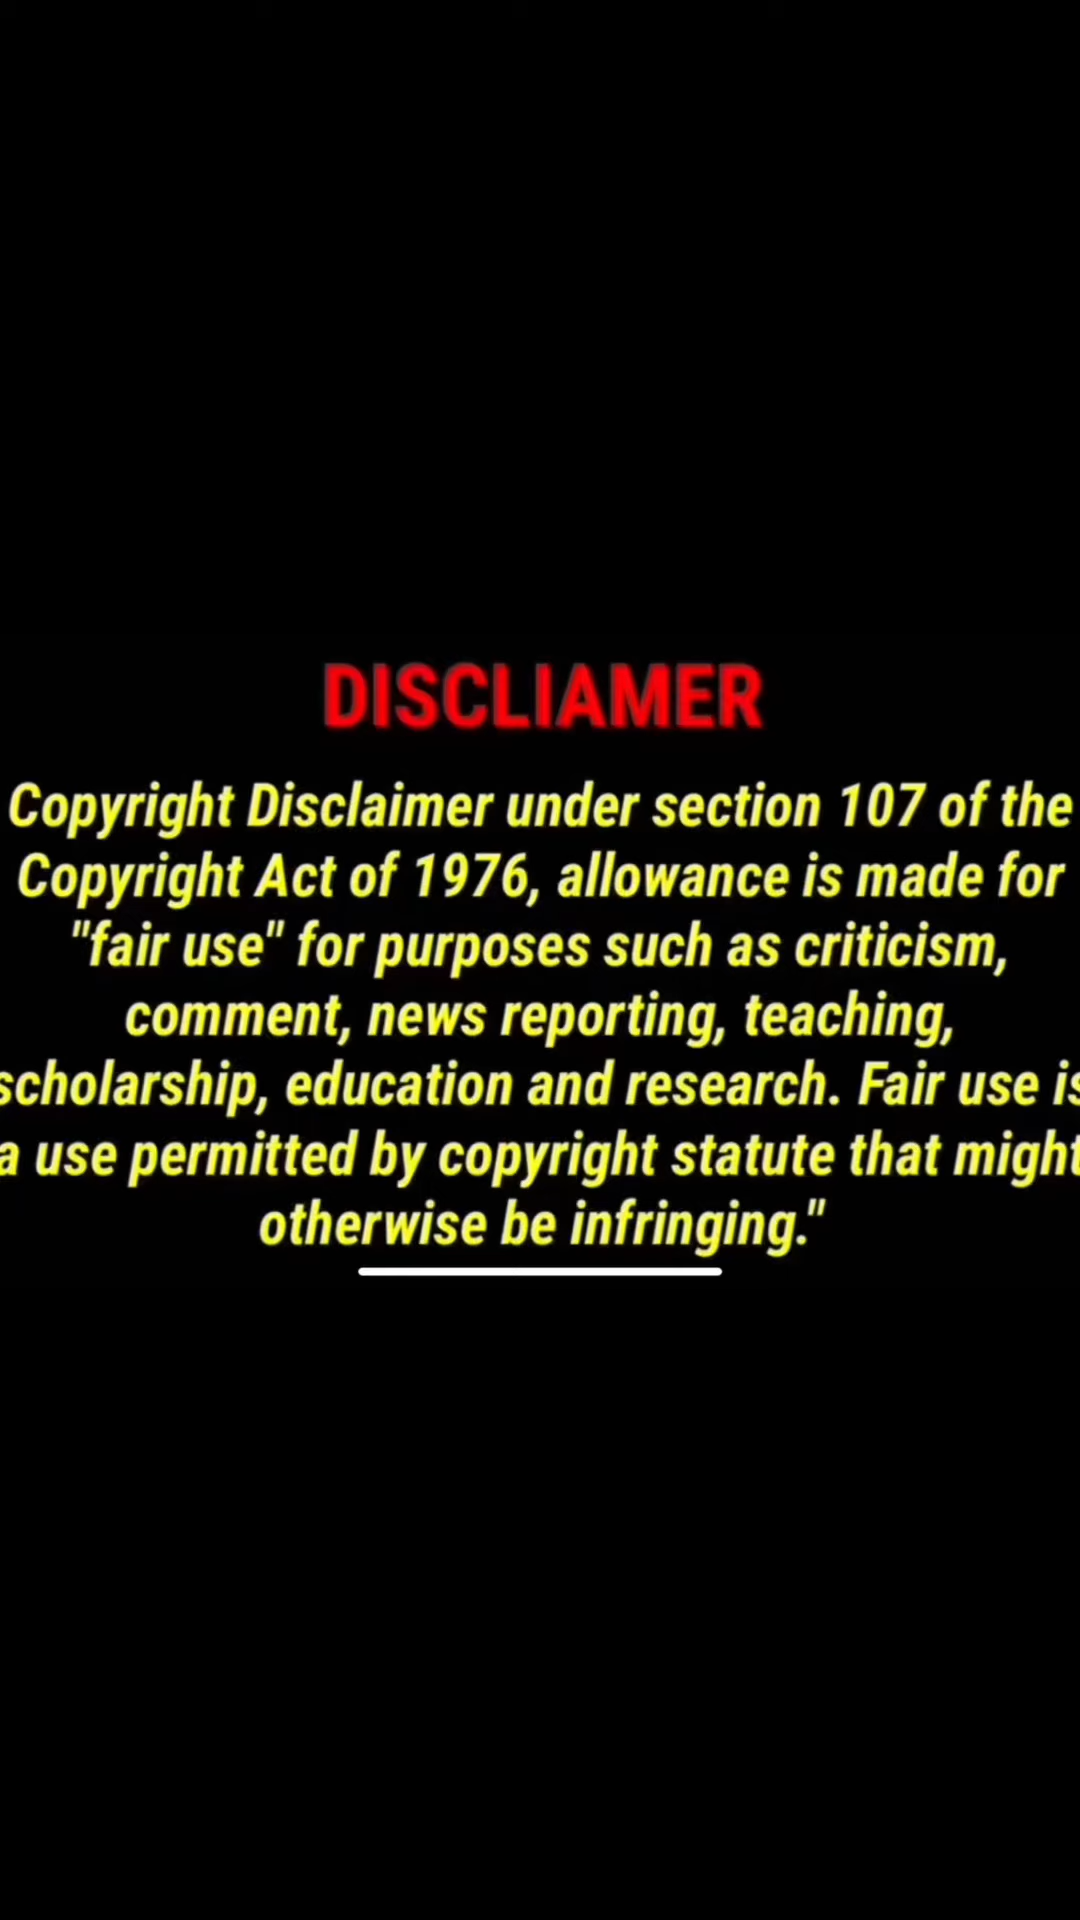 DISCLIAMER
Copyright Disclaimer under section 107 of the
Copyright Act of 1976, allowance is made for
"fair use" for purposes such as criticism,
comment, news reporting, teaching,
scholarship, education and research. Fair use is
a use permitted by copyright statute that might
otherwise be infringing."